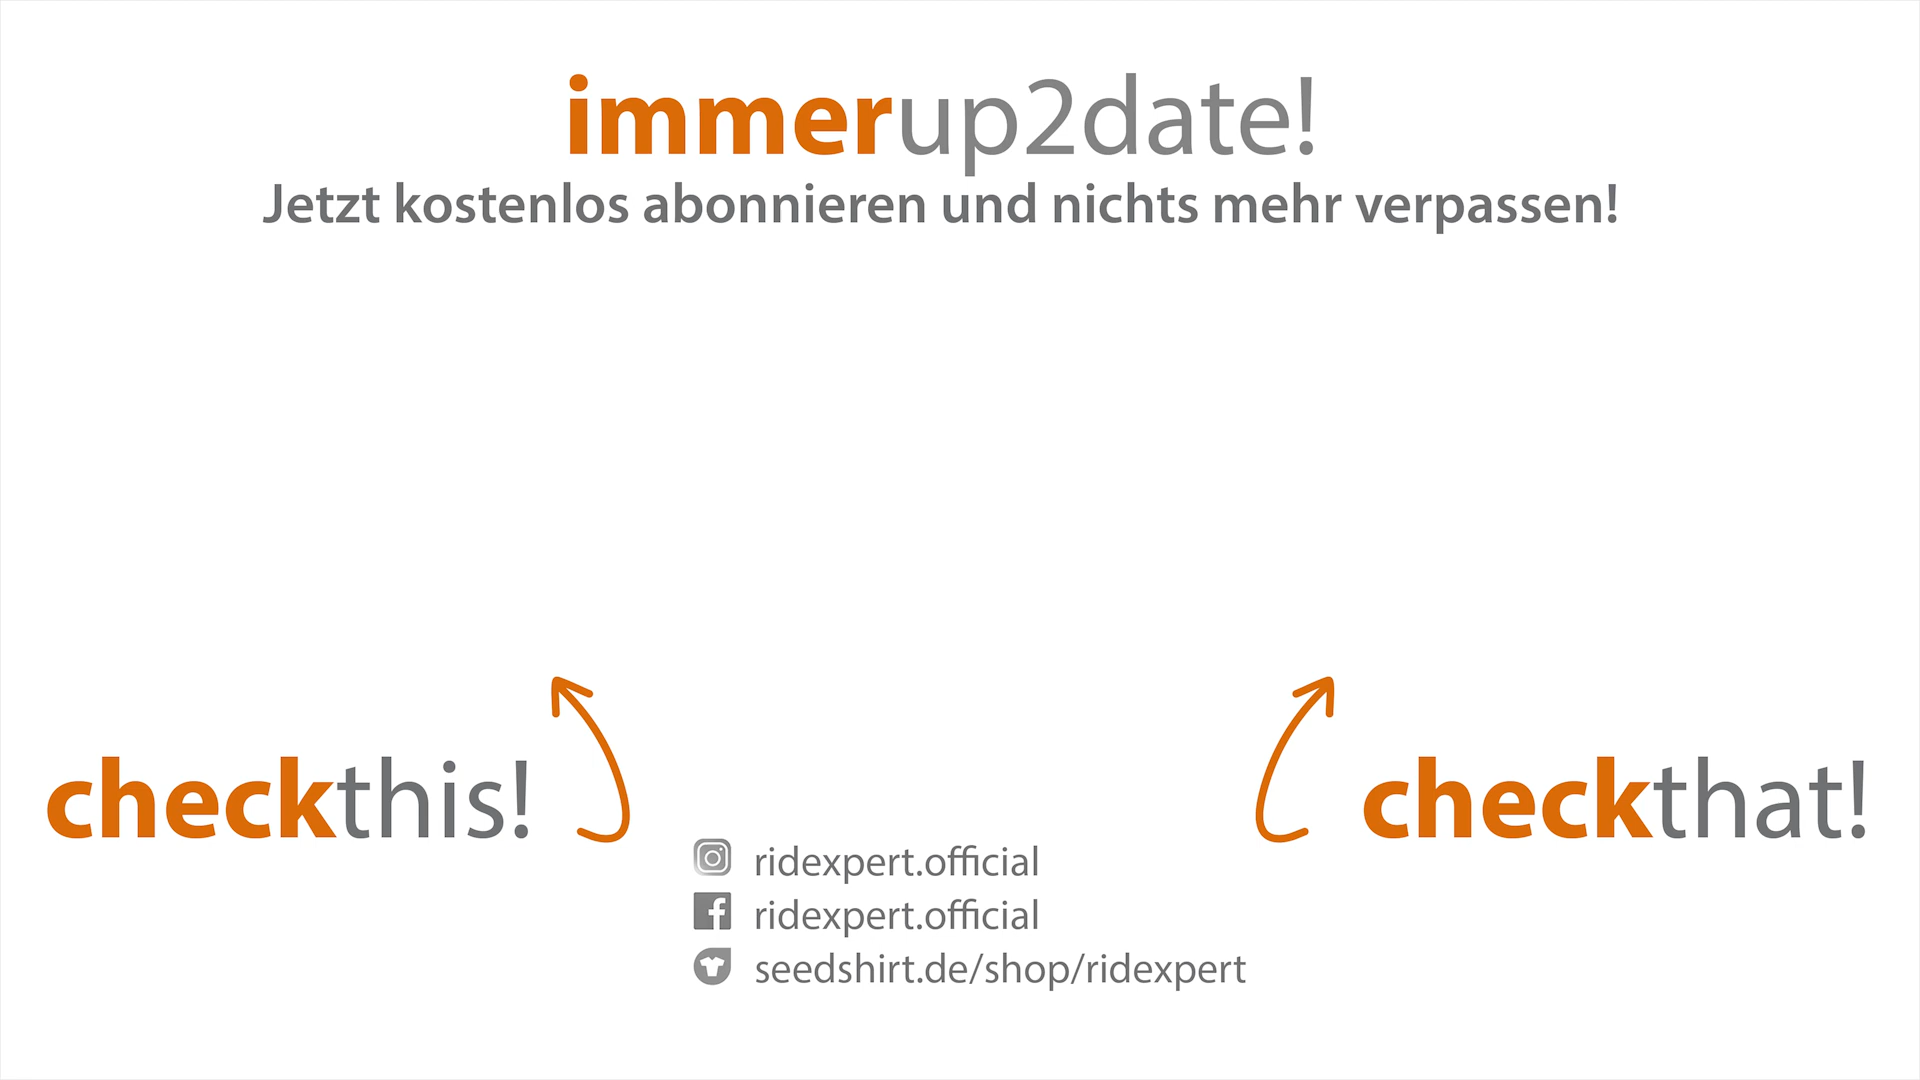 immerup2date!
Jetzt kostenlos abonnieren und nichts mehr verpassen!
checkthis!
checkthat!
ridexpert.official
ridexpert.official
seedshirt.de/shop/ridexpert